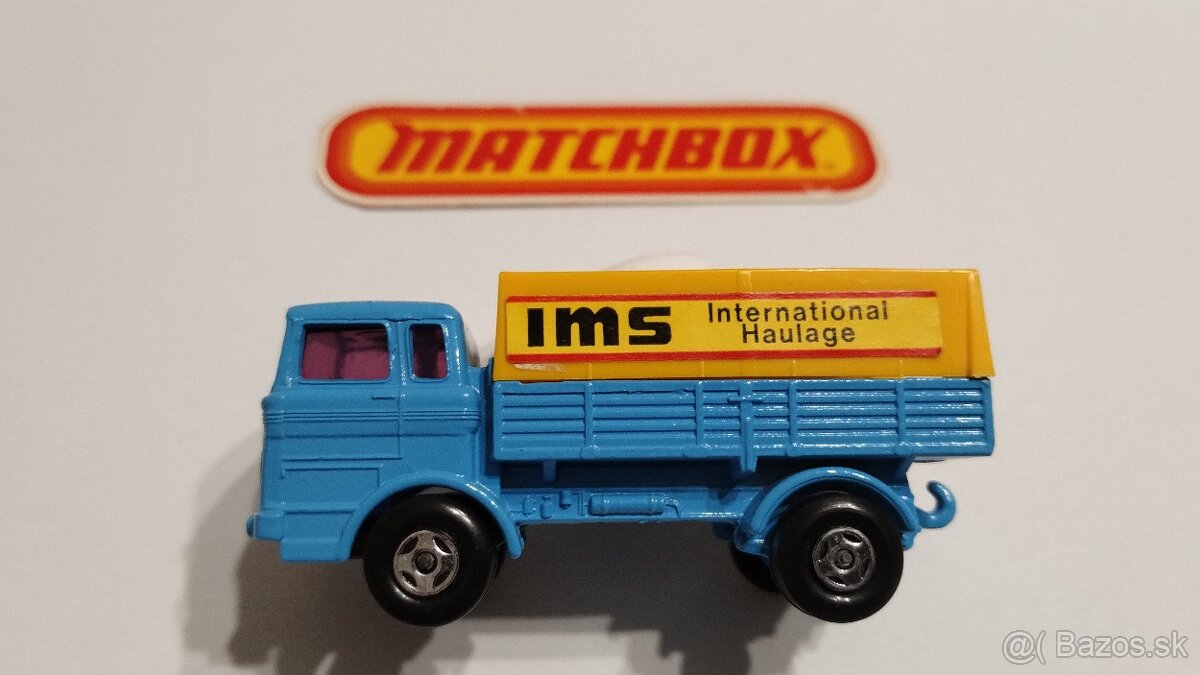 MATCHBOX
IMS International
Haulage
@( Bazos.sk